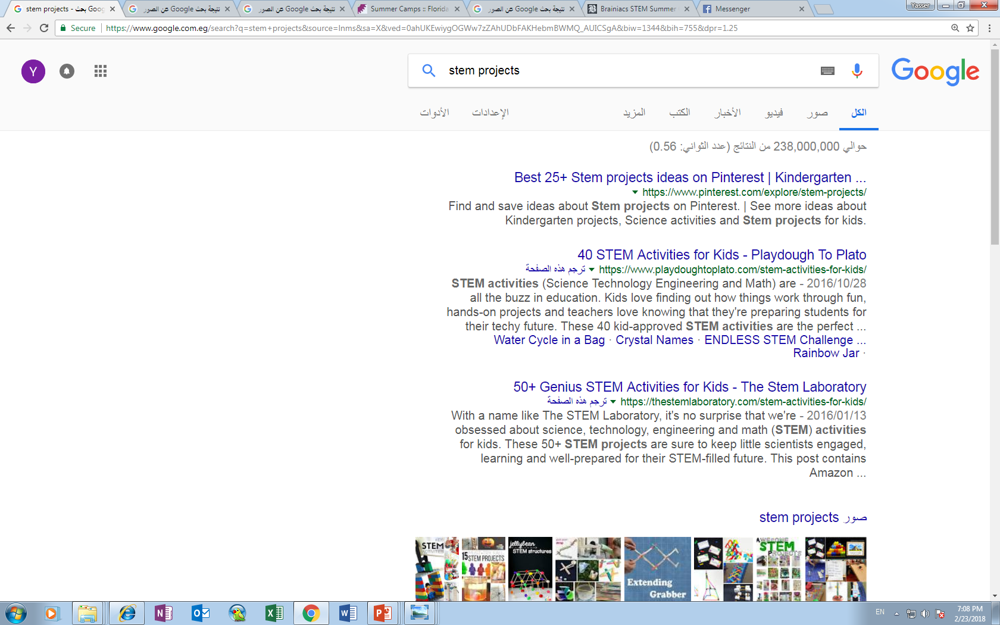 stem projects - بحث Goog
نتيجة بحث Google عن الصور
نتيجة بحث Google عن الصور
Summer Camps :: Florida
نتيجة بحث Google عن الصور
Brainiacs STEM Summer
Messenger
Yasser
Secure
https://www.google.com.eg/search?q=stem+projects&source=lnms&sa=X&ved=0ahUKEwiygOGWw7zZAhUDbFAKHebmBWMQ_AUICSgA&biw=1344&bih=755&dpr=1.25
Y
stem projects
Google
الكل
صور
فيديو
الأخبار
الكتب
المزيد
الإعدادات
الأدوات
حوالي 238,000,000 من النتائج (عدد الثواني: 0.56)
Best 25+ Stem projects ideas on Pinterest | Kindergarten ...
https://www.pinterest.com/explore/stem-projects/
Find and save ideas about Stem projects on Pinterest. | See more ideas about
Kindergarten projects, Science activities and Stem projects for kids.
40 STEM Activities for Kids - Playdough To Plato
https://www.playdoughtoplato.com/stem-activities-for-kids/ ترجم هذه الصفحة
STEM activities (Science Technology Engineering and Math) are - 2016/10/28
all the buzz in education. Kids love finding out how things work through fun,
hands-on projects and teachers love knowing that they're preparing students for
their techy future. These 40 kid-approved STEM activities are the perfect ...
Water Cycle in a Bag · Crystal Names · ENDLESS STEM Challenge ...
Rainbow Jar ·
50+ Genius STEM Activities for Kids - The Stem Laboratory
https://thestemlaboratory.com/stem-activities-for-kids/ ترجم هذه الصفحة
With a name like The STEM Laboratory, it's no surprise that we're - 2016/01/13
obsessed about science, technology, engineering and math (STEM) activities
for kids. These 50+ STEM projects are sure to keep little scientists engaged,
learning and well-prepared for their STEM-filled future. This post contains
Amazon ...
صور stem projects
STEM
15
STEM PROJECTS
jellybean
STEM structures
Extending
Grabber
AWESOME
STEM
PROJECTS
EN
7:08 PM
2/23/2018